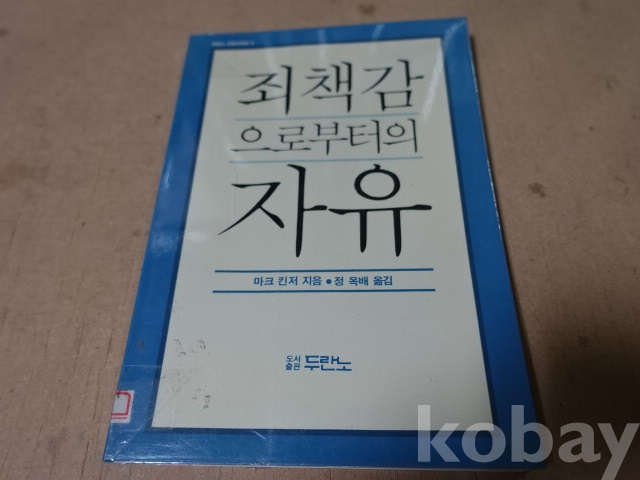 죄책감
으로부터의
자유
마크 킨저 지음 ● 정 옥배 옮김
도서
출판 두란노
kobay